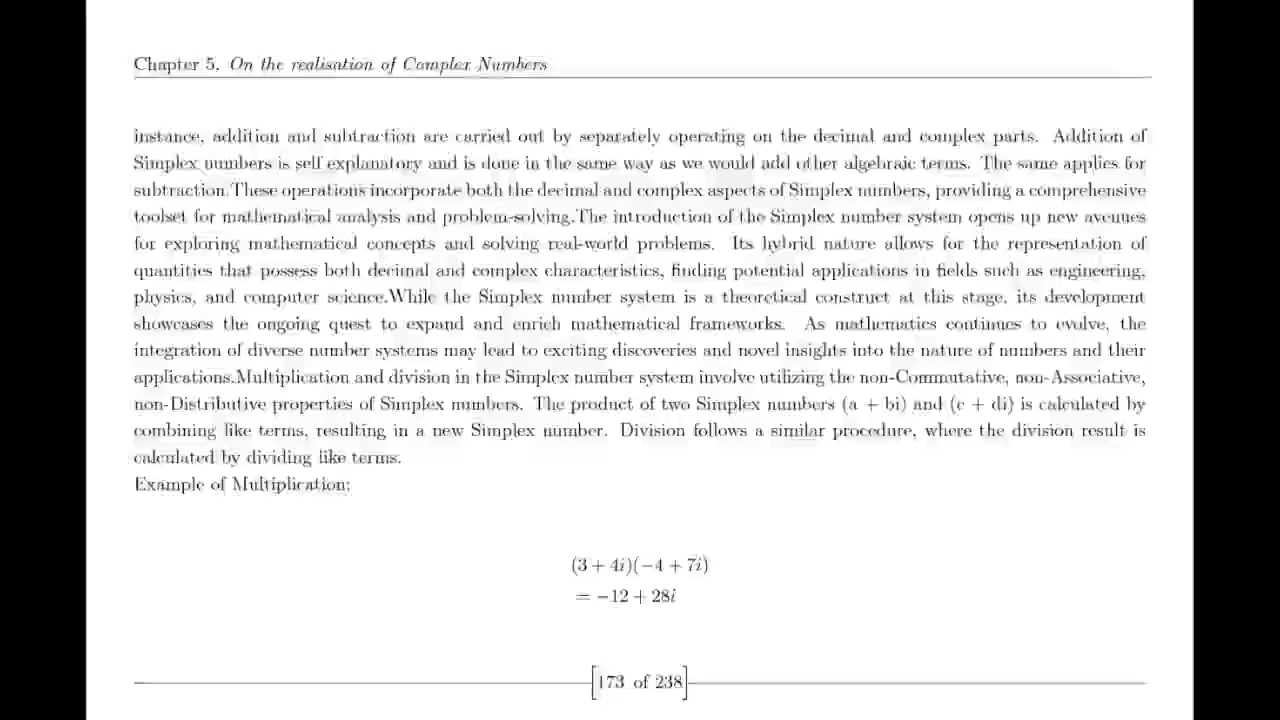 Chapter 5. On the realisation of Complex Numbers
instance, addition and subtraction are carried out by separately operating on the decimal and complex parts. Addition of
Simplex numbers is self explanatory and is done in the same way as we would add other algebraic terms. The same applies for
subtraction.These operations incorporate both the decimal and complex aspects of Simplex numbers, providing a comprehensive
toolset for mathematical analysis and problem-solving.The introduction of the Simplex number system opens up new avenues
for exploring mathematical concepts and solving real-world problems. Its hybrid nature allows for the representation of
quantities that possess both decimal and complex characteristics, finding potential applications in fields such as engineering,
physics, and computer science.While the Simplex number system is a theoretical construct at this stage, its development
showcases the ongoing quest to expand and enrich mathematical frameworks. As mathematics continues to evolve, the
integration of diverse number systems may lead to exciting discoveries and novel insights into the nature of numbers and their
applications.Multiplication and division in the Simplex number system involve utilizing the non-Commutative, non-Associative,
non-Distributive properties of Simplex numbers. The product of two Simplex numbers (a + bi) and (c + di) is calculated by
combining like terms, resulting in a new Simplex number. Division follows a similar procedure, where the division result is
calculated by dividing like terms.
Example of Multiplication:
(3 + 4i)(−4 + 7i)
= −12 + 28i
[173 of 238]